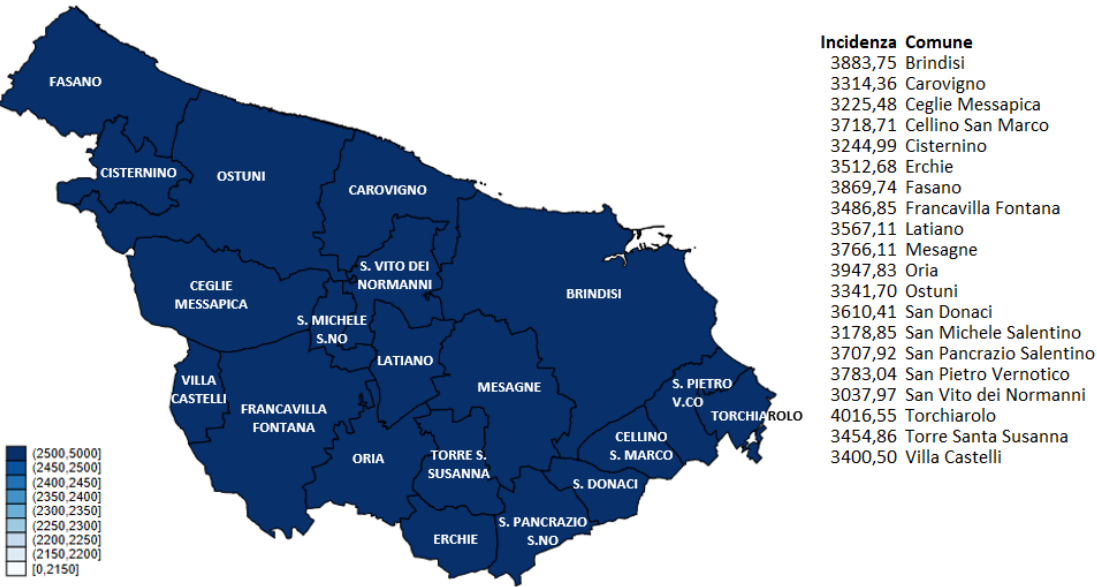 FASANO
CISTERNINO
OSTUNI
CAROVIGNO
S. VITO DEI
NORMANNI
CEGLIE
MESSAPICA
BRINDISI
S. MICHELE
S.NO
LATIANO
VILLA
CASTELLI
MESAGNE
S. PIETRO
V.CO
FRANCAVILLA
FONTANA
TORCHIAROLO
CELLINO
S. MARCO
ORIA
TORRE S.
SUSANNA
S. DONACI
S. PANCRAZIO
S.NO
ERCHIE
(2500,5000]
(2450,2500]
(2400,2450]
(2350,2400]
(2300,2350]
(2250,2300]
(2200,2250]
(2150,2200]
[0,2150]
Incidenza Comune
3883,75 Brindisi
3314,36 Carovigno
3225,48 Ceglie Messapica
3718,71 Cellino San Marco
3244,99 Cisternino
3512,68 Erchie
3869,74 Fasano
3486,85 Francavilla Fontana
3567,11 Latiano
3766,11 Mesagne
3947,83 Oria
3341,70 Ostuni
3610,41 San Donaci
3178,85 San Michele Salentino
3707,92 San Pancrazio Salentino
3783,04 San Pietro Vernotico
3037,97 San Vito dei Normanni
4016,55 Torchiarolo
3454,86 Torre Santa Susanna
3400,50 Villa Castelli